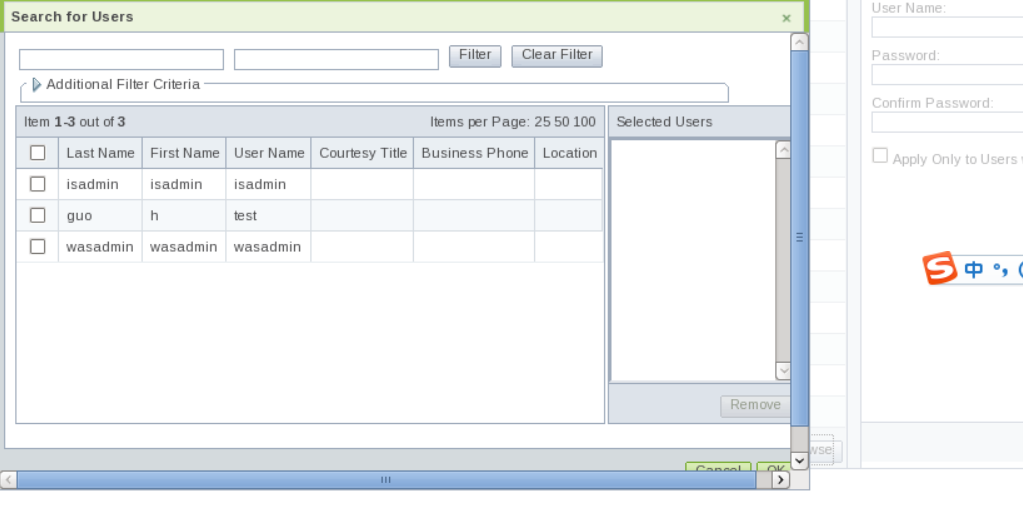 Search for Users ×
Filter Clear Filter
Additional Filter Criteria
Item 1-3 out of 3 Items per Page: 25 50 100
Last Name First Name User Name Courtesy Title Business Phone Location
isadmin isadmin isadmin
guo h test
wasadmin wasadmin wasadmin
Selected Users
Remove
Cancel OK
User Name:
Password:
Confirm Password:
Apply Only to Users
S 中 °,
wse